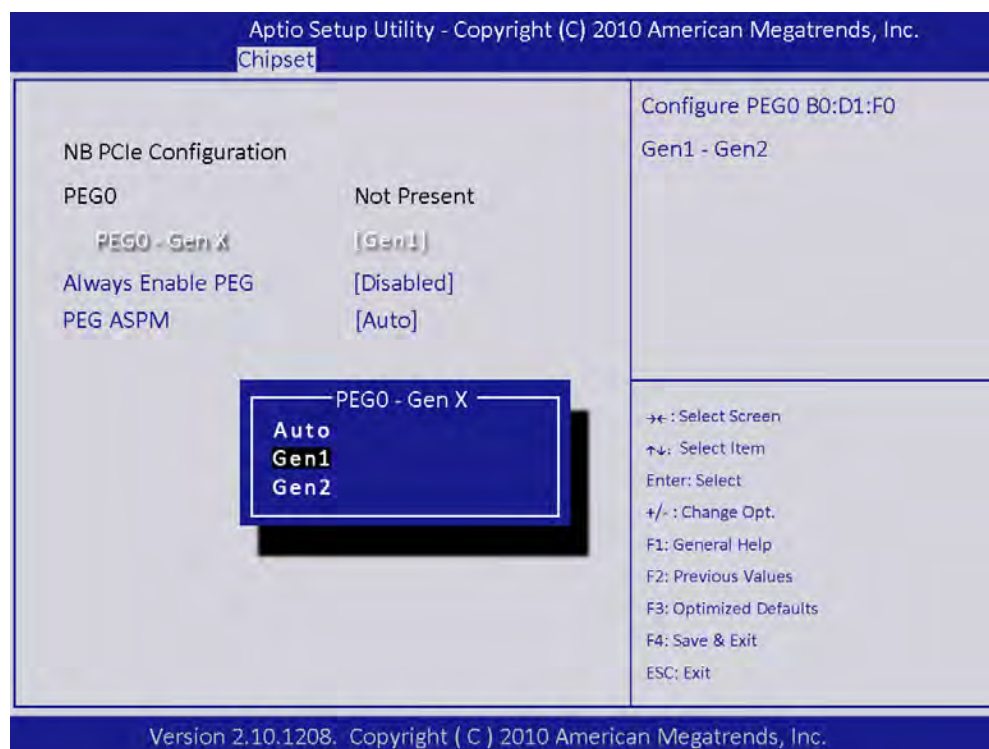 Aptio Setup Utility - Copyright (C) 2010 American Megatrends, Inc.
Chipset
NB PCIe Configuration
PEG0 Not Present
PEG0 - Gen X [Gen1]
Always Enable PEG [Disabled]
PEG ASPM [Auto]
PEG0 - Gen X
Auto
Gen1
Gen2
Configure PEG0 B0:D1:F0
Gen1 - Gen2
→←: Select Screen
↑↓: Select Item
Enter: Select
+/- : Change Opt.
F1: General Help
F2: Previous Values
F3: Optimized Defaults
F4: Save & Exit
ESC: Exit
Version 2.10.1208. Copyright ( C ) 2010 American Megatrends, Inc.